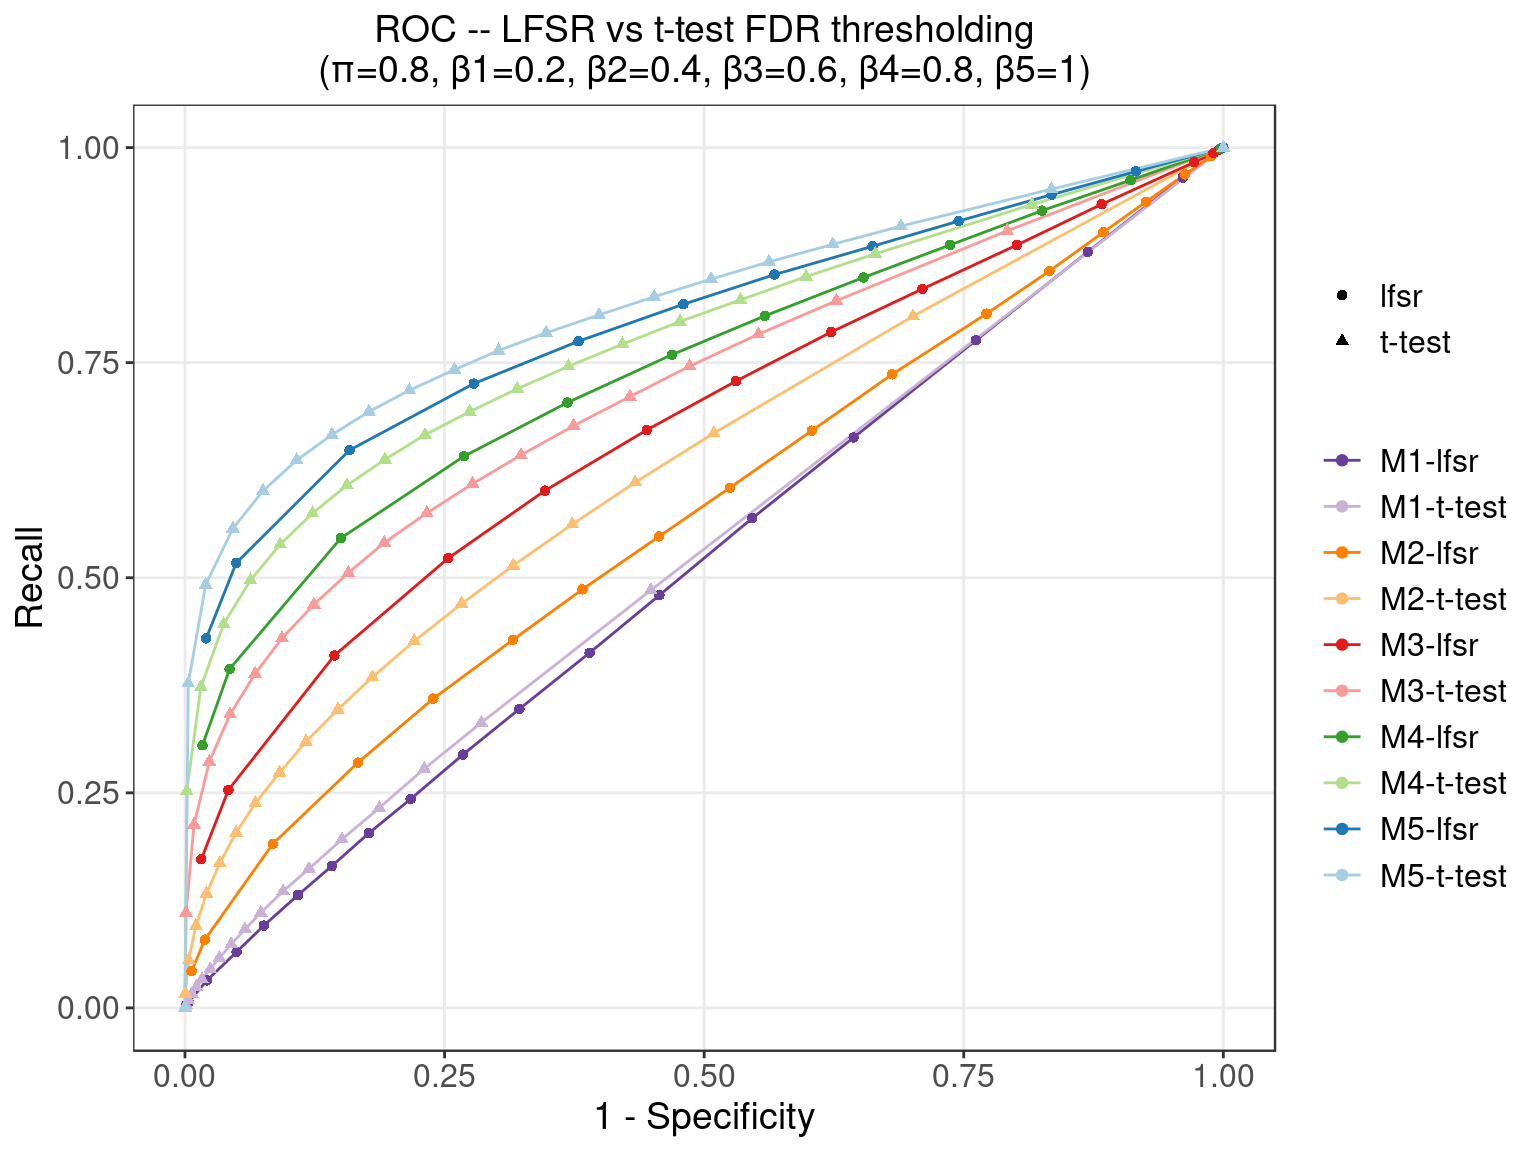 ROC -- LFSR vs t-test FDR thresholding
(π=0.8, β1=0.2, β2=0.4, β3=0.6, β4=0.8, β5=1)
Recall
1.00
0.75
0.50
0.25
0.00
0.00
0.25
0.50
0.75
1.00
1 - Specificity
lfsr
t-test
M1-lfsr
M1-t-test
M2-lfsr
M2-t-test
M3-lfsr
M3-t-test
M4-lfsr
M4-t-test
M5-lfsr
M5-t-test